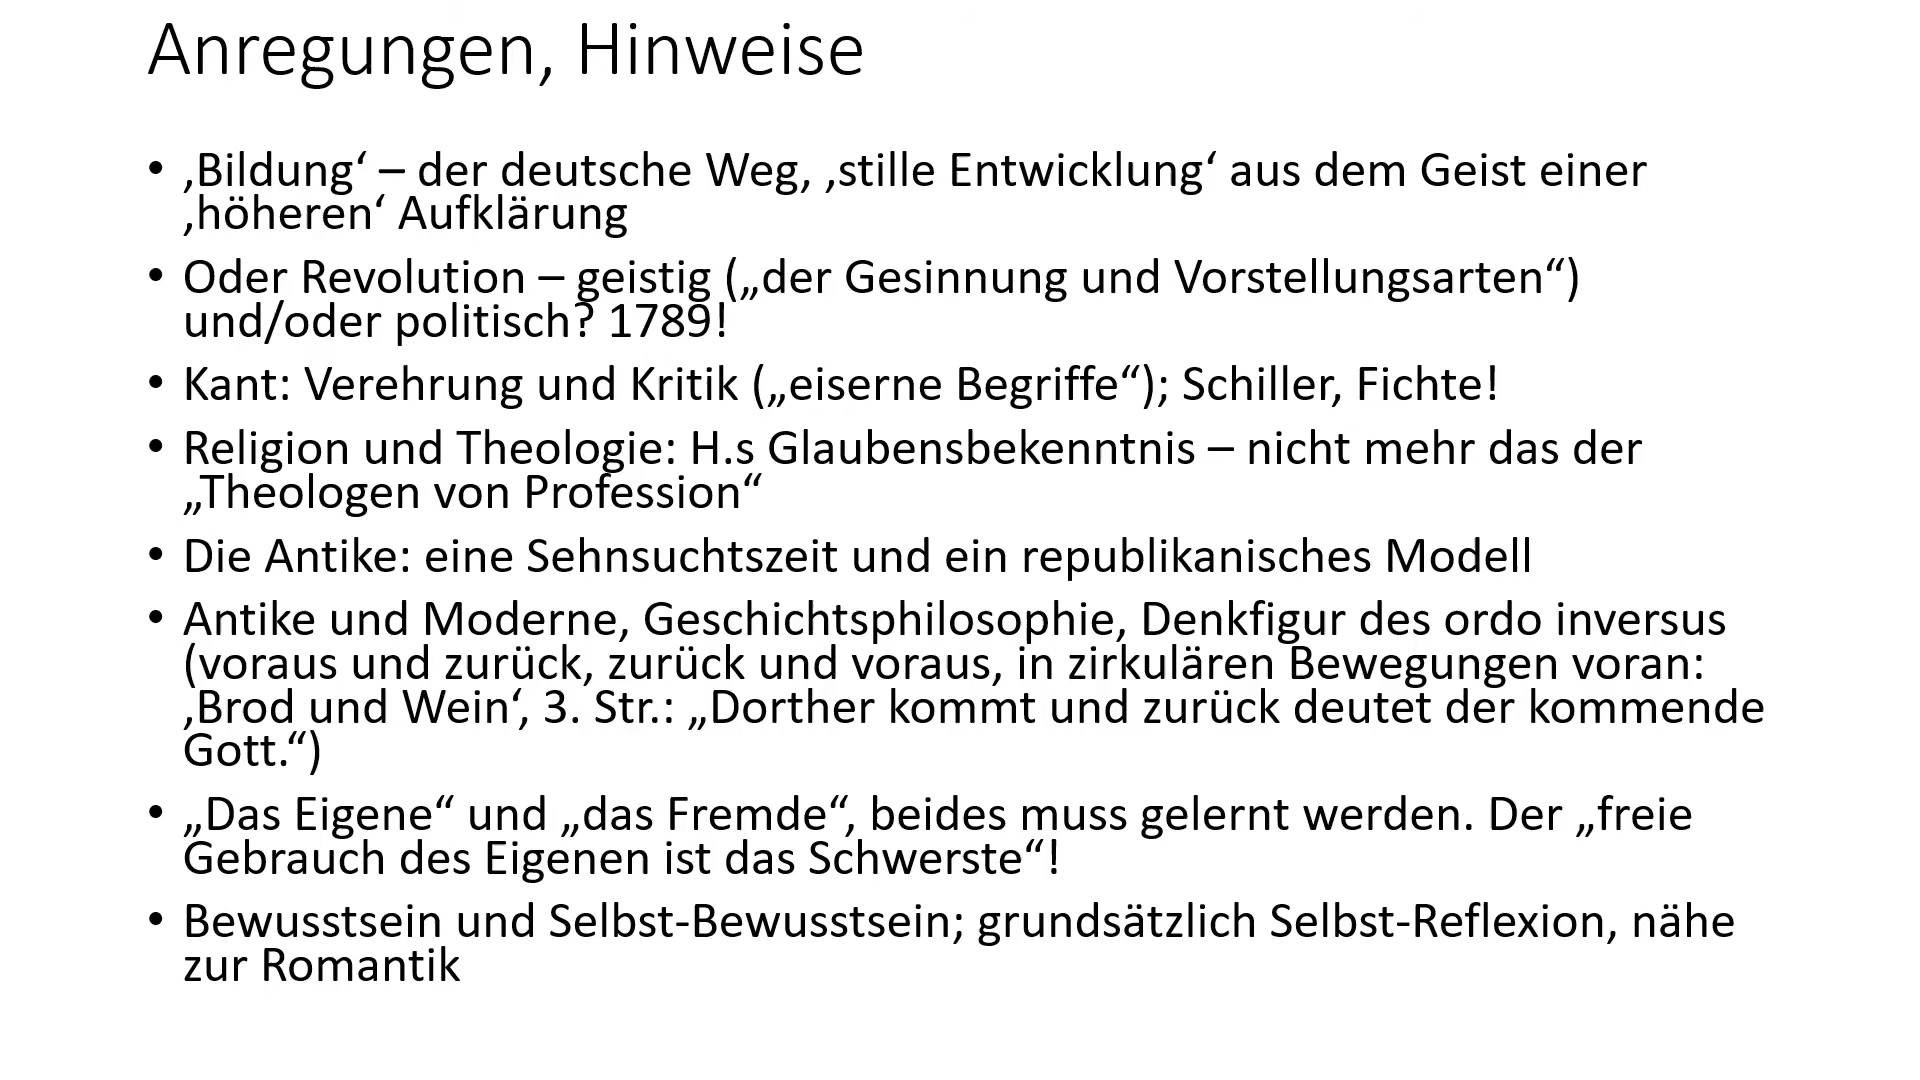 Anregungen, Hinweise
• ‚Bildung‘ – der deutsche Weg, ‚stille Entwicklung‘ aus dem Geist einer
‚höheren‘ Aufklärung
• Oder Revolution – geistig („der Gesinnung und Vorstellungsarten“)
und/oder politisch? 1789!
• Kant: Verehrung und Kritik („eiserne Begriffe“); Schiller, Fichte!
• Religion und Theologie: H.s Glaubensbekenntnis – nicht mehr das der
„Theologen von Profession“
• Die Antike: eine Sehnsuchtszeit und ein republikanisches Modell
• Antike und Moderne, Geschichtsphilosophie, Denkfigur des ordo inversus
(voraus und zurück, zurück und voraus, in zirkulären Bewegungen voran:
‚Brod und Wein‘, 3. Str.: „Dorther kommt und zurück deutet der kommende
Gott.“)
• „Das Eigene“ und „das Fremde“, beides muss gelernt werden. Der „freie
Gebrauch des Eigenen ist das Schwerste“!
• Bewusstsein und Selbst-Bewusstsein; grundsätzlich Selbst-Reflexion, nähe
zur Romantik